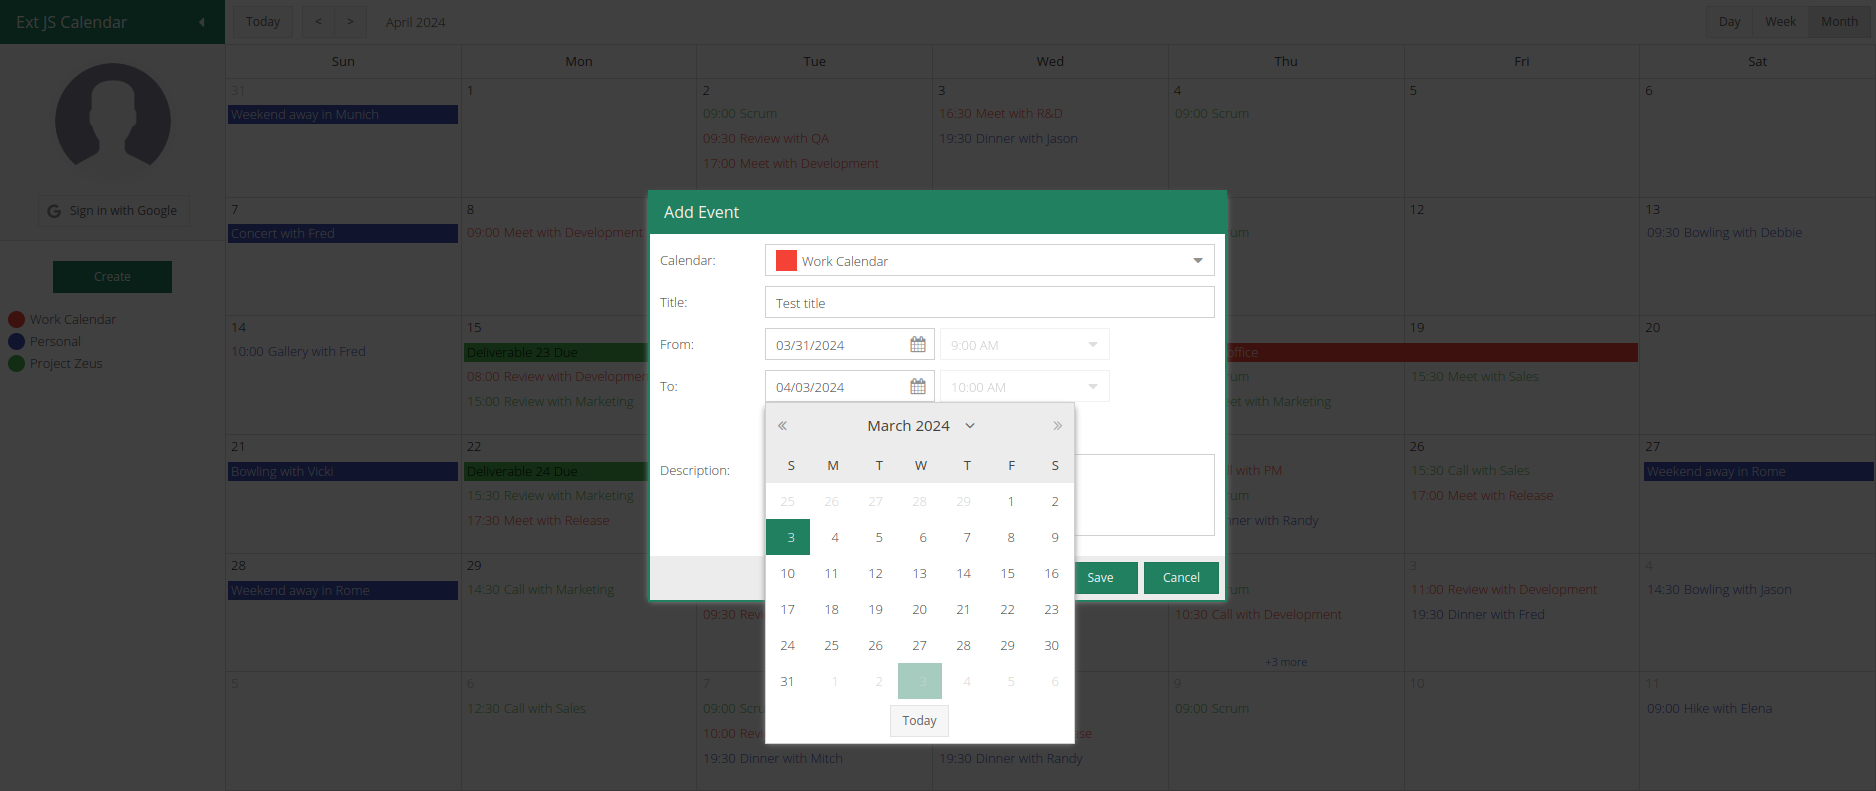 Ext JS Calendar
Today < > April 2024 Day Week Month
Sun Mon Tue Wed Thu Fri Sat
31 1 2 3 4 5 6
Weekend away in Munich 09:00 Scrum 16:30 Meet with R&D 09:00 Scrum
09:30 Review with QA 19:30 Dinner with Jason
17:00 Meet with Development
Sign in with Google
Create
Work Calendar
Personal
Project Zeus
7 8 12 13
Concert with Fred 09:00 Meet with Development um 09:30 Bowling with Debbie
14 15 19 20
10:00 Gallery with Fred Deliverable 23 Due office
08:00 Review with Developmen um 15:30 Meet with Sales
15:00 Review with Marketing et with Marketing
21 22 26 27
Bowling with Vicki Deliverable 24 Due with PM 15:30 Call with Sales Weekend away in Rome
15:30 Review with Marketing um 17:00 Meet with Release
17:30 Meet with Release ner with Randy
28 29 3 4
Weekend away in Rome 14:30 Call with Marketing um 11:00 Review with Development 14:30 Bowling with Jason
09:30 Rev 10:30 Call with Development 19:30 Dinner with Fred
+3 more
5 6 7 9 10 11
12:30 Call with Sales 09:00 Scru 09:00 Scrum 09:00 Hike with Elena
10:00 Rev se
19:30 Dinner with Mitch 19:30 Dinner with Randy
Add Event
Calendar: Work Calendar
Title: Test title
From: 03/31/2024 9:00 AM
To: 04/03/2024 10:00 AM
« March 2024 »
S M T W T F S
25 26 27 28 29 1 2
3 4 5 6 7 8 9
10 11 12 13 14 15 16
17 18 19 20 21 22 23
24 25 26 27 28 29 30
31 1 2 3 4 5 6
Today
Description:
Save Cancel